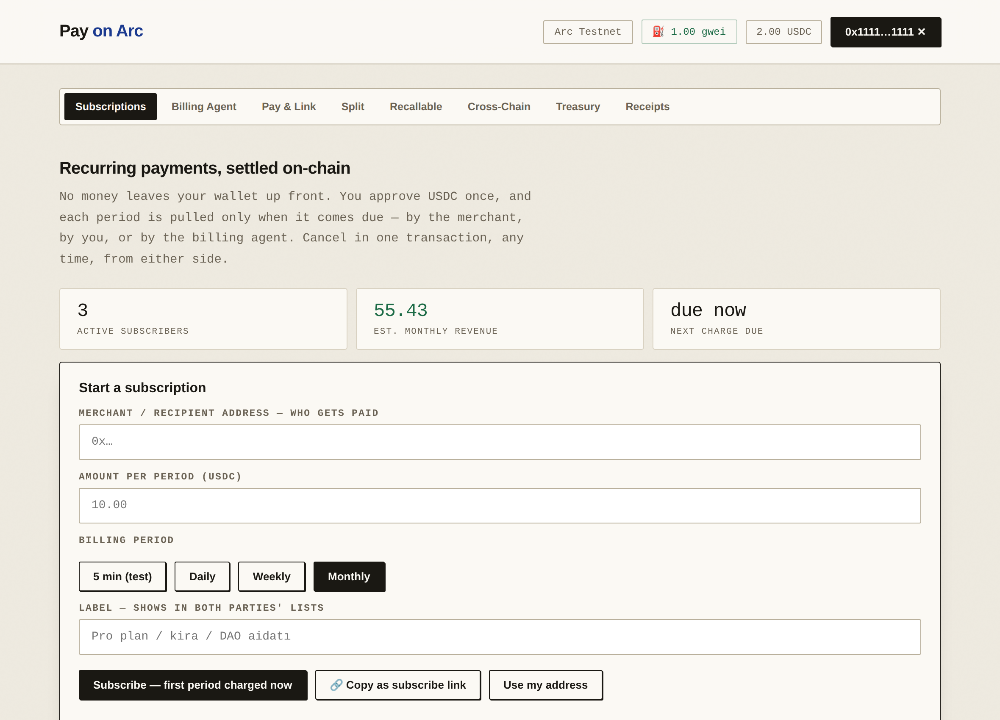 Pay on Arc
Arc Testnet
⛽ 1.00 gwei
2.00 USDC
0x1111…1111 ✕
Subscriptions
Billing Agent
Pay & Link
Split
Recallable
Cross-Chain
Treasury
Receipts
Recurring payments, settled on-chain
No money leaves your wallet up front. You approve USDC once, and
each period is pulled only when it comes due — by the merchant,
by you, or by the billing agent. Cancel in one transaction, any
time, from either side.
3
ACTIVE SUBSCRIBERS
55.43
EST. MONTHLY REVENUE
due now
NEXT CHARGE DUE
Start a subscription
MERCHANT / RECIPIENT ADDRESS — WHO GETS PAID
0x…
AMOUNT PER PERIOD (USDC)
10.00
BILLING PERIOD
5 min (test)
Daily
Weekly
Monthly
LABEL — SHOWS IN BOTH PARTIES' LISTS
Pro plan / kira / DAO aidatı
Subscribe — first period charged now
🔗 Copy as subscribe link
Use my address